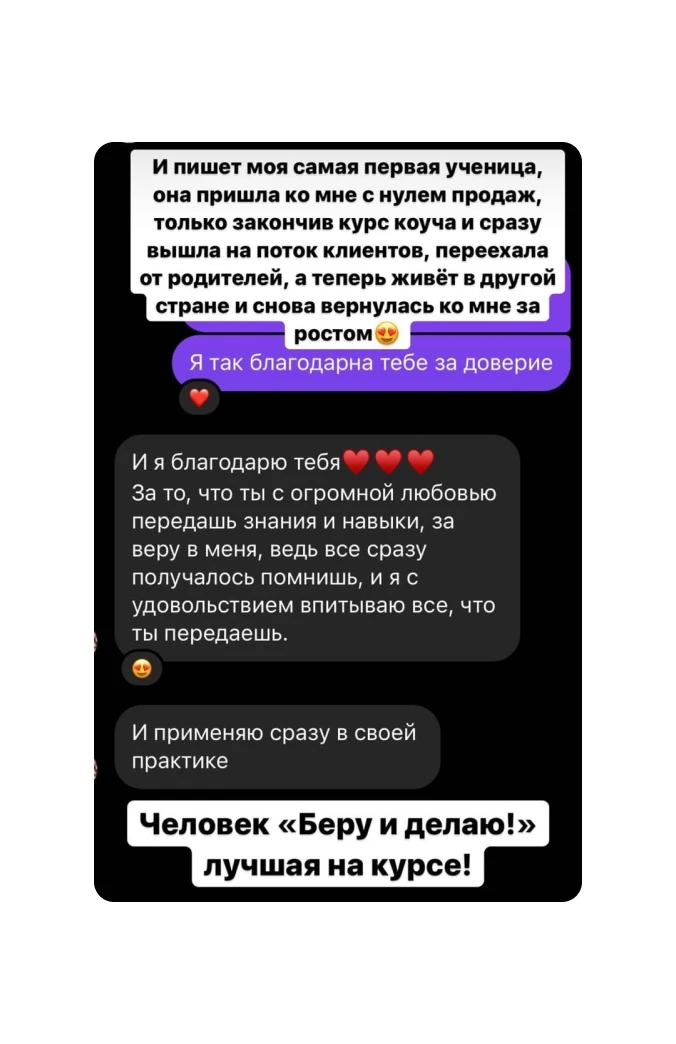 И пишет моя самая первая ученица,
она пришла ко мне с нулем продаж,
только закончив курс коуча и сразу
вышла на поток клиентов, переехала
от родителей, а теперь живёт в другой
стране и снова вернулась ко мне за
ростом😍
Я так благодарна тебе за доверие
❤️
И я благодарю тебя♥️♥️♥️
За то, что ты с огромной любовью
передашь знания и навыки, за
веру в меня, ведь все сразу
получалось помнишь, и я с
удовольствием впитываю все, что
ты передаешь.
😍
И применяю сразу в своей
практике
Человек «Беру и делаю!»
лучшая на курсе!